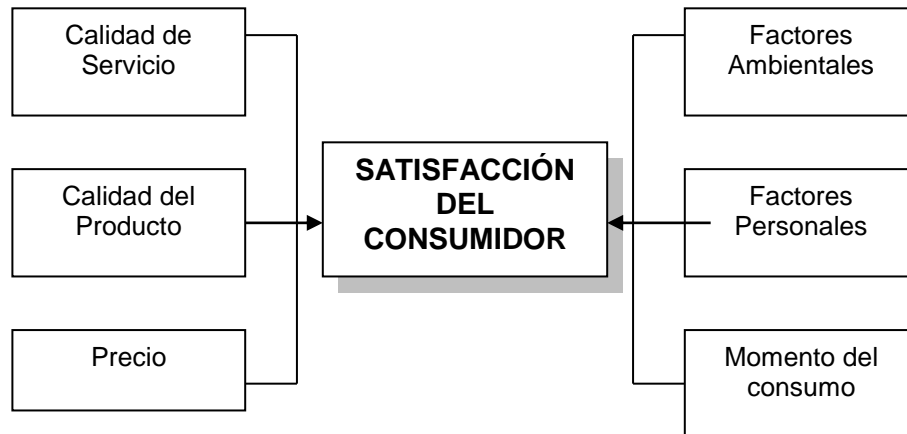 Calidad de
Servicio
Factores
Ambientales
SATISFACCIÓN
DEL
CONSUMIDOR
Calidad del
Producto
Factores
Personales
Precio
Momento del
consumo